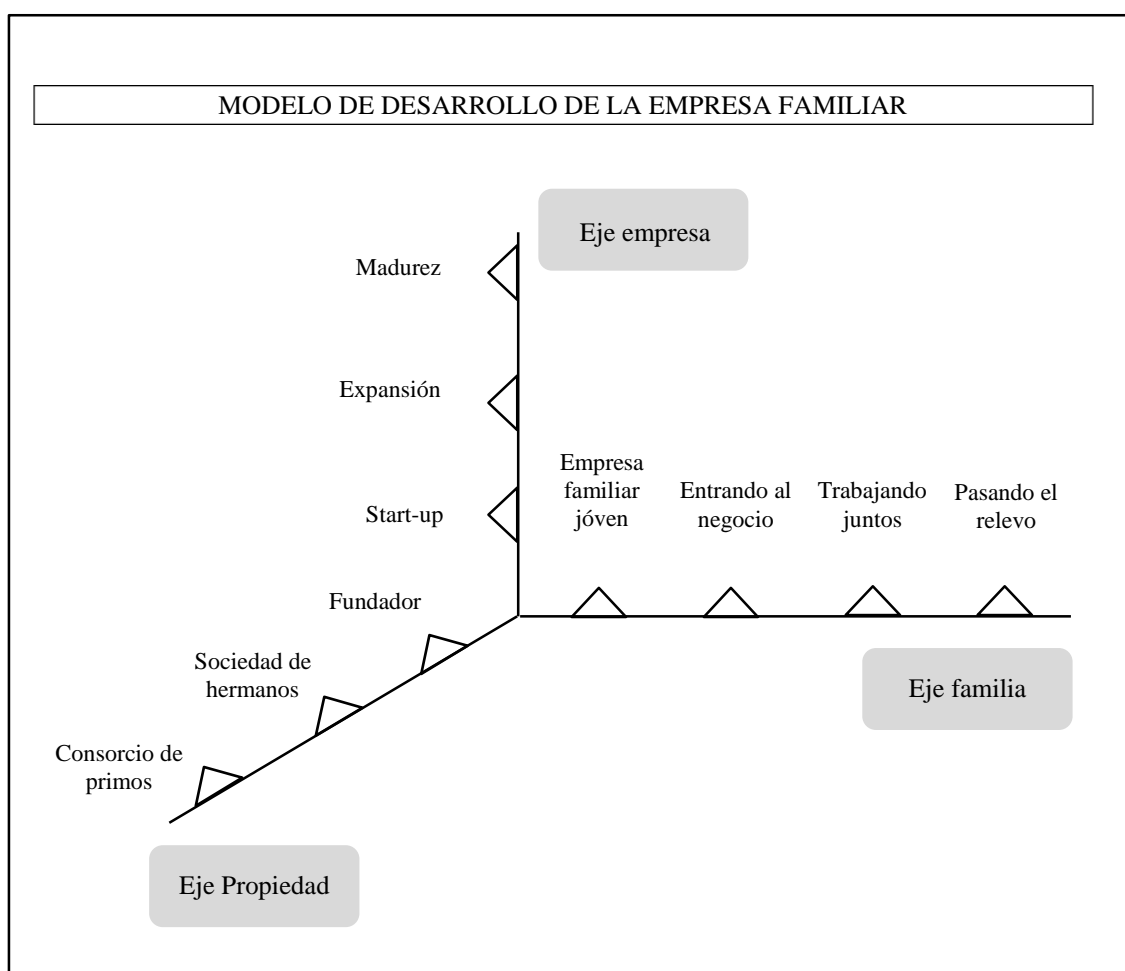 MODELO DE DESARROLLO DE LA EMPRESA FAMILIAR
Eje empresa
Madurez
Expansión
Start-up
Empresa
familiar
jóven
Entrando al
negocio
Trabajando
juntos
Pasando el
relevo
Fundador
Sociedad de
hermanos
Consorcio de
primos
Eje familia
Eje Propiedad